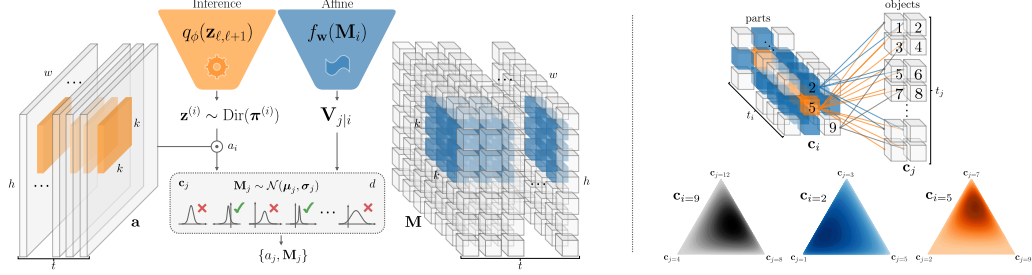 Inference
Affine
q_ϕ(z_{ℓ,ℓ+1})
f_w(M_i)
w
...
k
k
h
...
a
t
z^{(i)} ∼ Dir(π^{(i)})
V_{j|i}
a_i
c_j
M_j ∼ N(μ_j, σ_j)
d
...
{a_j, M_j}
...
w
k
k
h
...
M
t
parts
objects
...
1 2
3 4
5 6
7 8
...
2
5
9
t_i
t_j
c_i
c_j
c_{j=12}
c_{i=9}
c_{j=4}
c_{j=8}
c_{j=3}
c_{i=2}
c_{j=1}
c_{j=5}
c_{j=7}
c_{i=5}
c_{j=2}
c_{j=9}